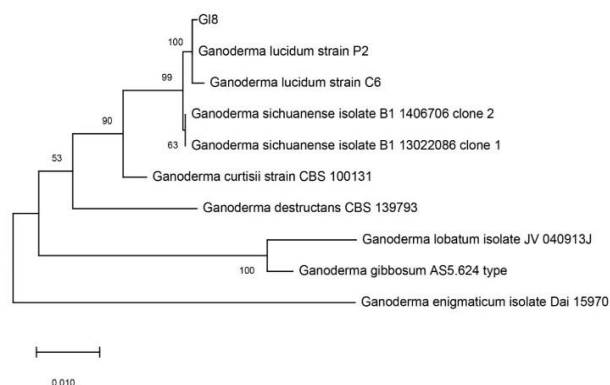 Gl8
100
Ganoderma lucidum strain P2
99
Ganoderma lucidum strain C6
90
Ganoderma sichuanense isolate B1 1406706 clone 2
63
Ganoderma sichuanense isolate B1 13022086 clone 1
53
Ganoderma curtisii strain CBS 100131
Ganoderma destructans CBS 139793
Ganoderma lobatum isolate JV 040913J
100
Ganoderma gibbosum AS5.624 type
Ganoderma enigmaticum isolate Dai 15970
0.010